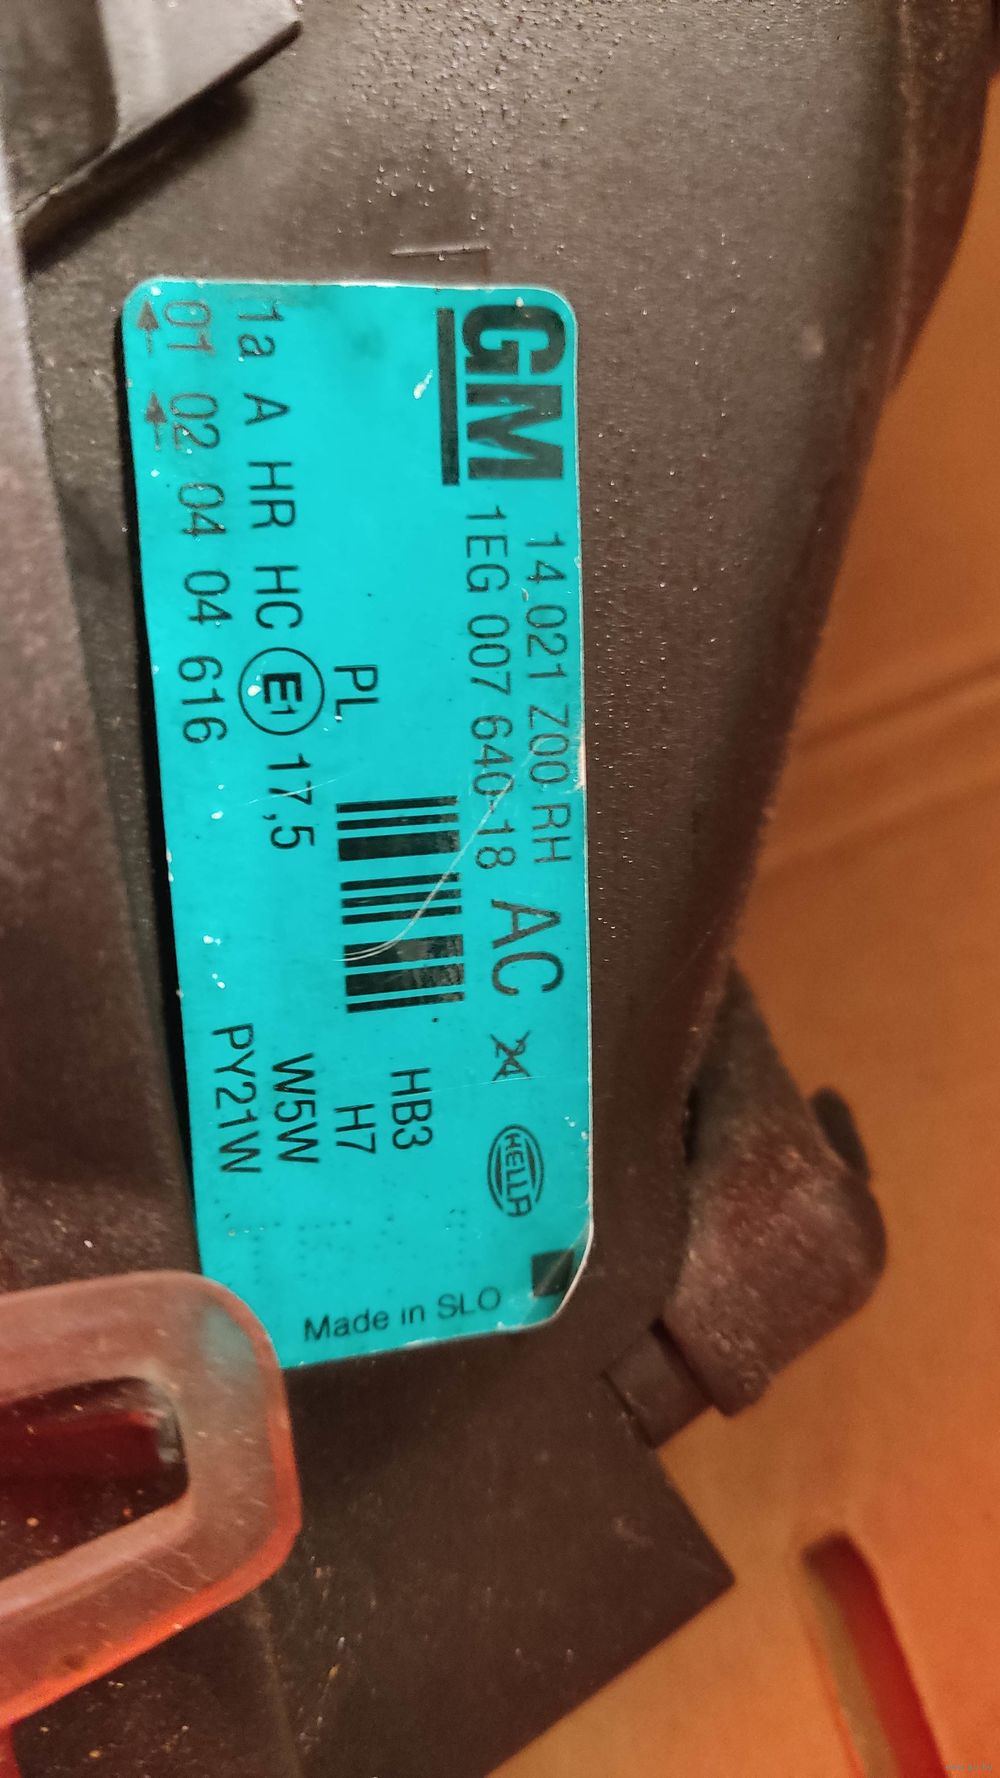 GM
14.021 Z00 RH
1EG 007 640-18
AC
24
HELLA
PL
HB3
H7
W5W
PY21W
1a A HR HC E1 17,5
01 02 04 04 616
Made in SLO